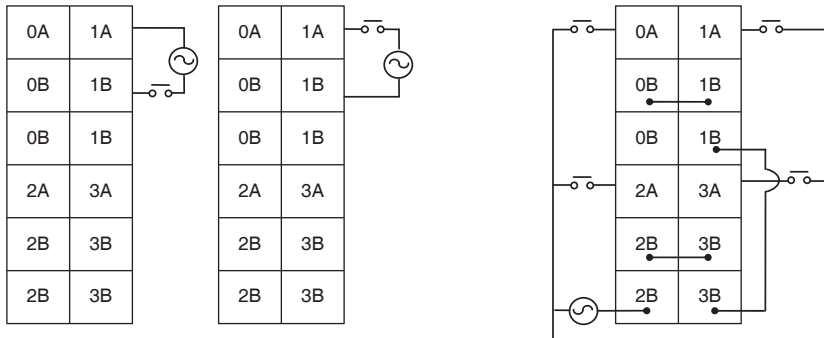 0A 1A 0A 1A 0A 1A
0B 1B 0B 1B 0B 1B
0B 1B 0B 1B 0B 1B
2A 3A 2A 3A 2A 3A
2B 3B 2B 3B 2B 3B
2B 3B 2B 3B 2B 3B